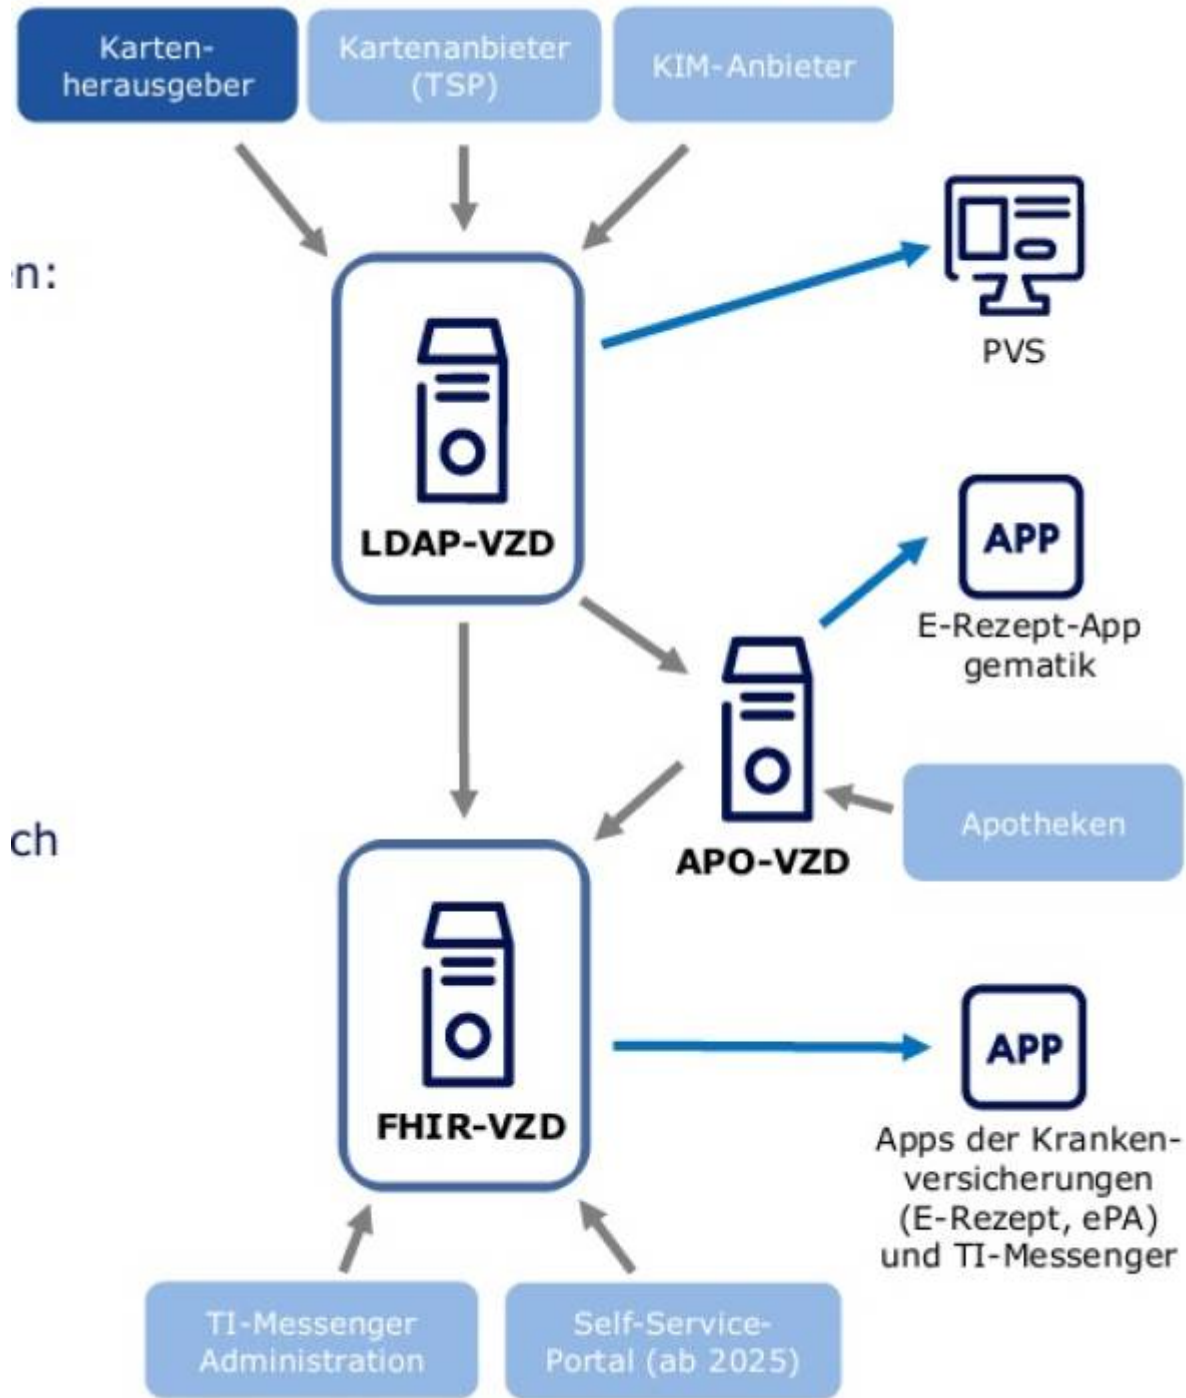 Karten-
herausgeber
Kartenanbieter
(TSP)
KIM-Anbieter
n:
PVS
LDAP-VZD
APP
E-Rezept-App
gematik
Apotheken
ch
APO-VZD
FHIR-VZD
APP
Apps der Kranken-
versicherungen
(E-Rezept, ePA)
und TI-Messenger
TI-Messenger
Administration
Self-Service-
Portal (ab 2025)